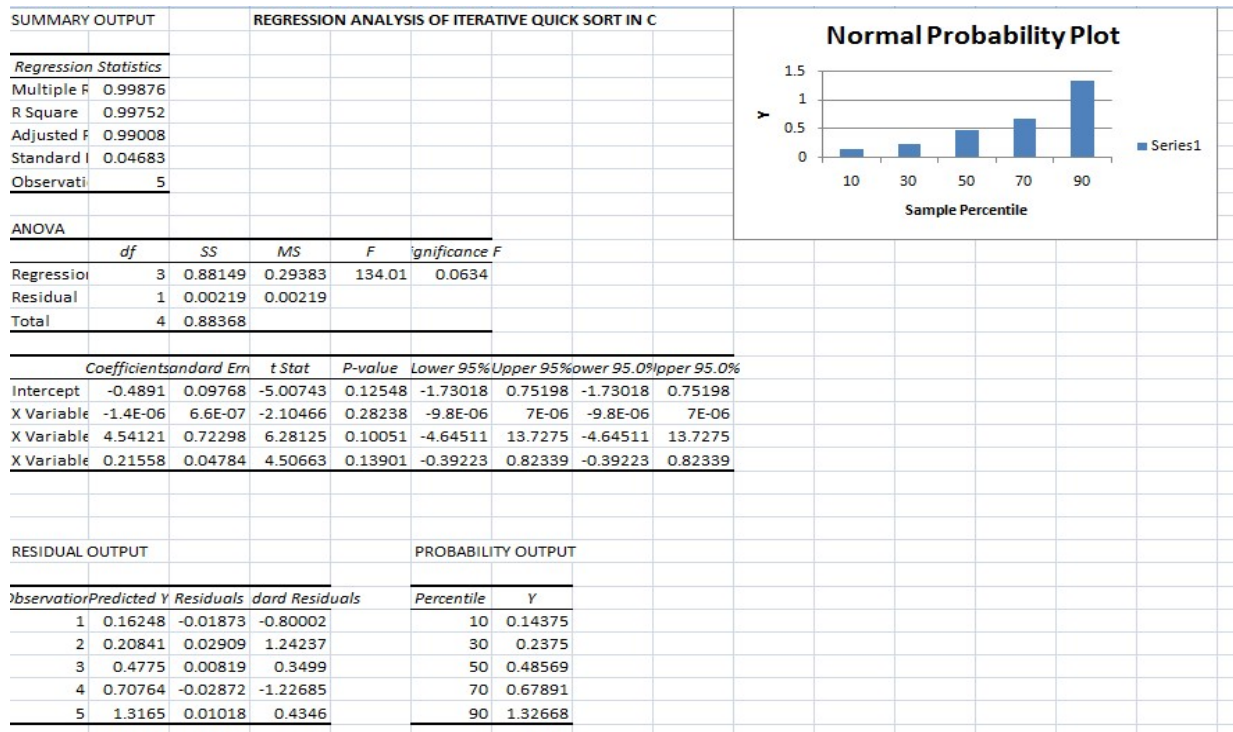 SUMMARY OUTPUT REGRESSION ANALYSIS OF ITERATIVE QUICK SORT IN C
Regression Statistics
Multiple R 0.99876
R Square 0.99752
Adjusted F 0.99008
Standard I 0.04683
Observati 5
ANOVA
df SS MS F ignificance F
Regression 3 0.88149 0.29383 134.01 0.0634
Residual 1 0.00219 0.00219
Total 4 0.88368
Coefficients andard Erro t Stat P-value Lower 95% Upper 95% ower 95.0% Ipper 95.0%
Intercept -0.4891 0.09768 -5.00743 0.12548 -1.73018 0.75198 -1.73018 0.75198
X Variable -1.4E-06 6.6E-07 -2.10466 0.28238 -9.8E-06 7E-06 -9.8E-06 7E-06
X Variable 4.54121 0.72298 6.28125 0.10051 -4.64511 13.7275 -4.64511 13.7275
X Variable 0.21558 0.04784 4.50663 0.13901 -0.39223 0.82339 -0.39223 0.82339
RESIDUAL OUTPUT PROBABILITY OUTPUT
Observation Predicted Y Residuals dard Residuals Percentile Y
1 0.16248 -0.01873 -0.80002 10 0.14375
2 0.20841 0.02909 1.24237 30 0.2375
3 0.4775 0.00819 0.3499 50 0.48569
4 0.70764 -0.02872 -1.22685 70 0.67891
5 1.3165 0.01018 0.4346 90 1.32668
Normal Probability Plot
1.5
1
0.5
0
Y
10 30 50 70 90
Sample Percentile
Series1